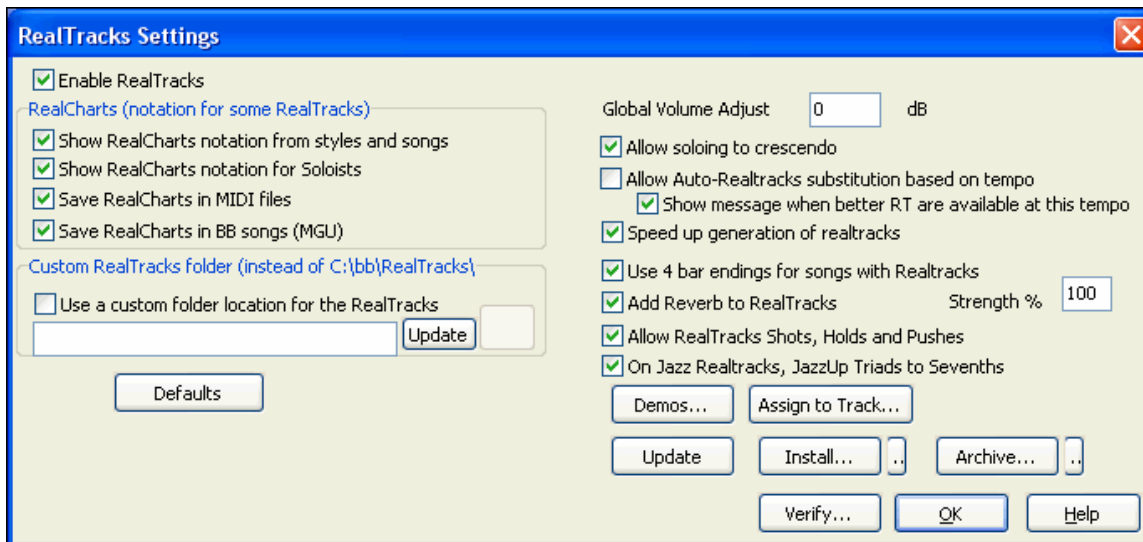 RealTracks Settings
Enable RealTracks
RealCharts (notation for some RealTracks)
Show RealCharts notation from styles and songs
Show RealCharts notation for Soloists
Save RealCharts in MIDI files
Save RealCharts in BB songs (MGU)
Custom RealTracks folder (instead of C:\bb\RealTracks\
Use a custom folder location for the RealTracks
Update
Defaults
Global Volume Adjust 0 dB
Allow soloing to crescendo
Allow Auto-Realtracks substitution based on tempo
Show message when better RT are available at this tempo
Speed up generation of realtracks
Use 4 bar endings for songs with Realtracks
Add Reverb to RealTracks Strength % 100
Allow RealTracks Shots, Holds and Pushes
On Jazz Realtracks, JazzUp Triads to Sevenths
Demos... Assign to Track...
Update Install... .. Archive... ..
Verify... OK Help